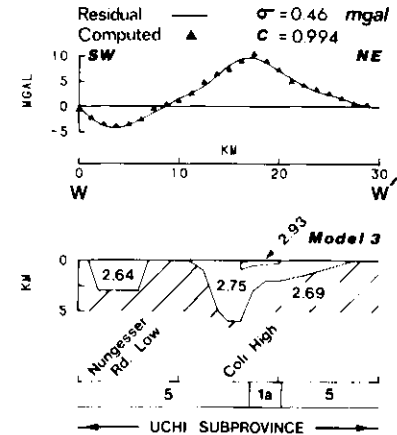 Residual —— σ = 0.46 mgal
Computed ▲ C = 0.994
SW NE
10
5
0
-5
MGAL
KM
0 10 20 30
W W′
2.93
Model 3
0
5
KM
2.64 2.75 2.69
Nungesser
Rd. Low
Coli High
5 1a 5
UCHI SUBPROVINCE